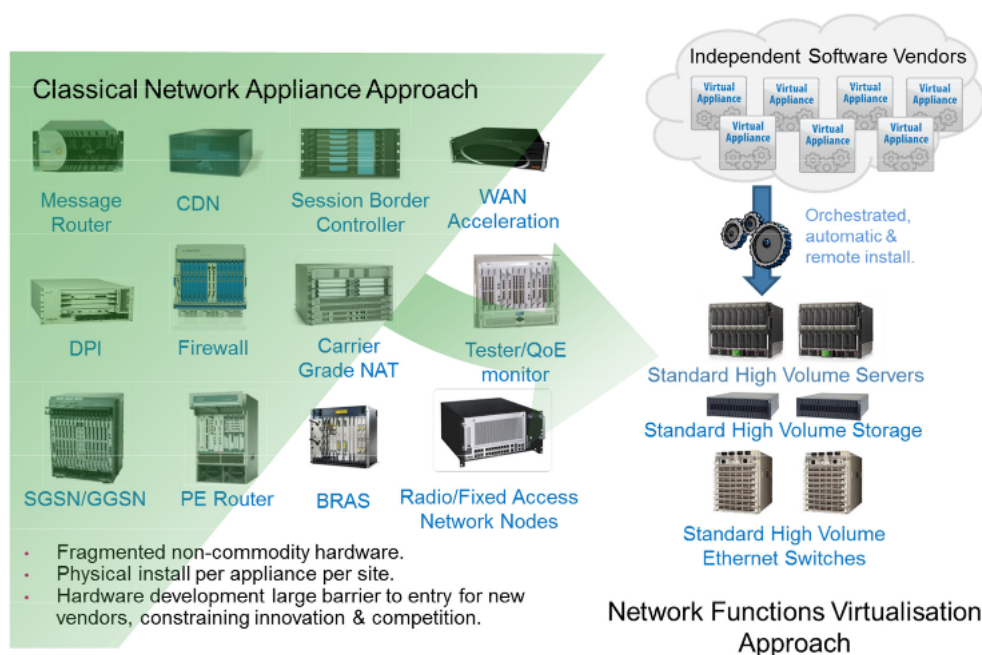 Classical Network Appliance Approach
Message
Router
CDN
Session Border
Controller
WAN
Acceleration
DPI
Firewall
Carrier
Grade NAT
Tester/QoE
monitor
SGSN/GGSN
PE Router
BRAS
Radio/Fixed Access
Network Nodes
• Fragmented non-commodity hardware.
• Physical install per appliance per site.
• Hardware development large barrier to entry for new
vendors, constraining innovation & competition.
Independent Software Vendors
Virtual
Appliance
Virtual
Appliance
Virtual
Appliance
Virtual
Appliance
Virtual
Appliance
Virtual
Appliance
Virtual
Appliance
Orchestrated,
automatic &
remote install.
Standard High Volume Servers
Standard High Volume Storage
Standard High Volume
Ethernet Switches
Network Functions Virtualisation
Approach